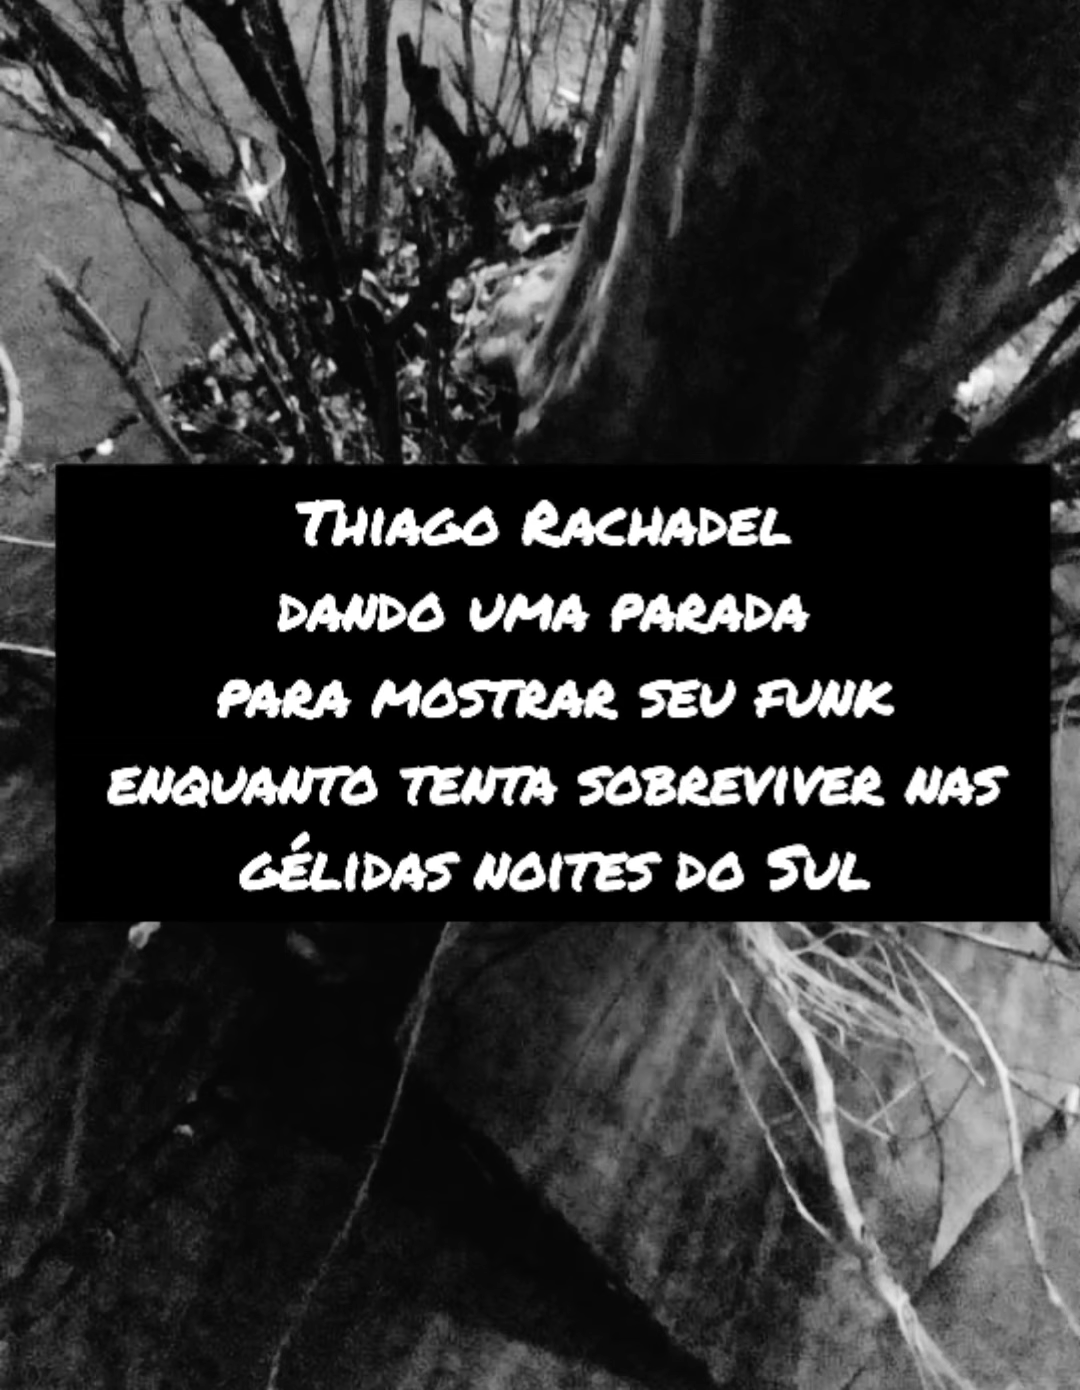 Thiago Rachadel
dando uma parada
para mostrar seu funk
enquanto tenta sobreviver nas
gélidas noites do Sul